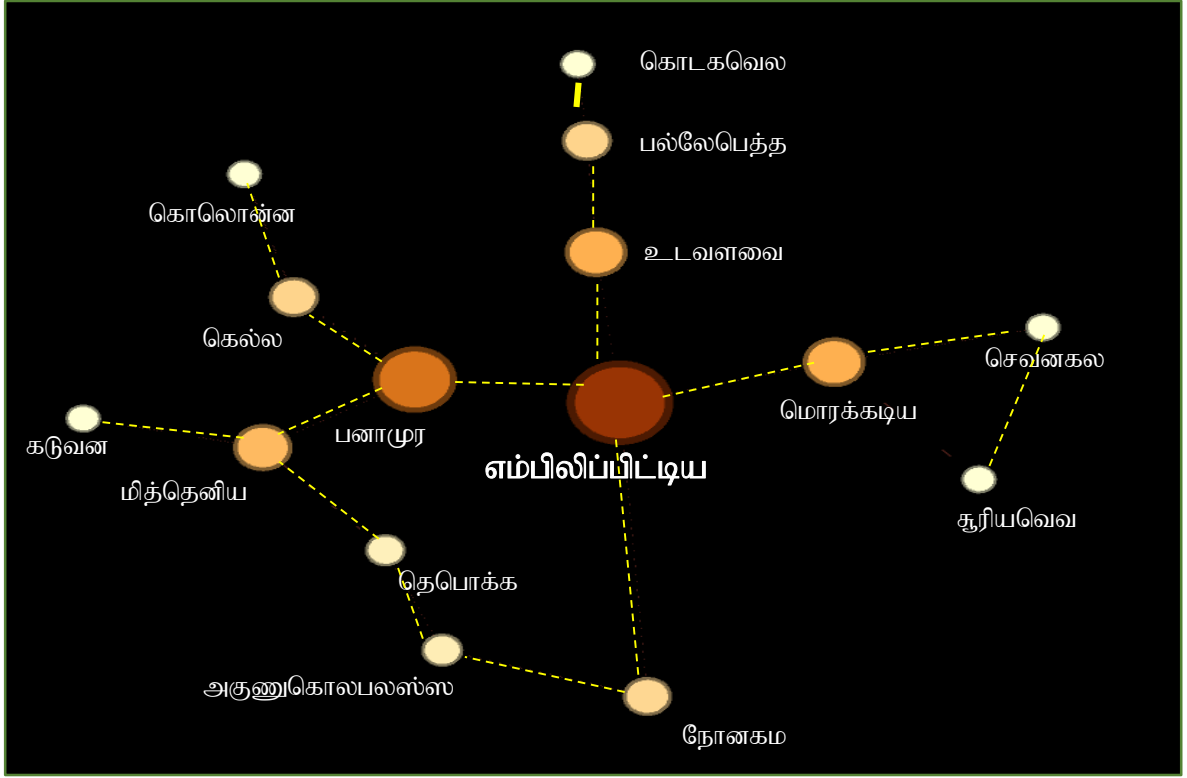 கொடகவெல
பல்லேபெத்த
கொலொன்ன
உடவளவை
கெல்ல
செவனகல
மொரக்கடிய
பனாமுர
கடுவன
எம்பிலிப்பிட்டிய
மித்தெனிய
சூரியவெவ
தெபொக்க
அகுணுகொலபலஸ்ஸ
நோனகம